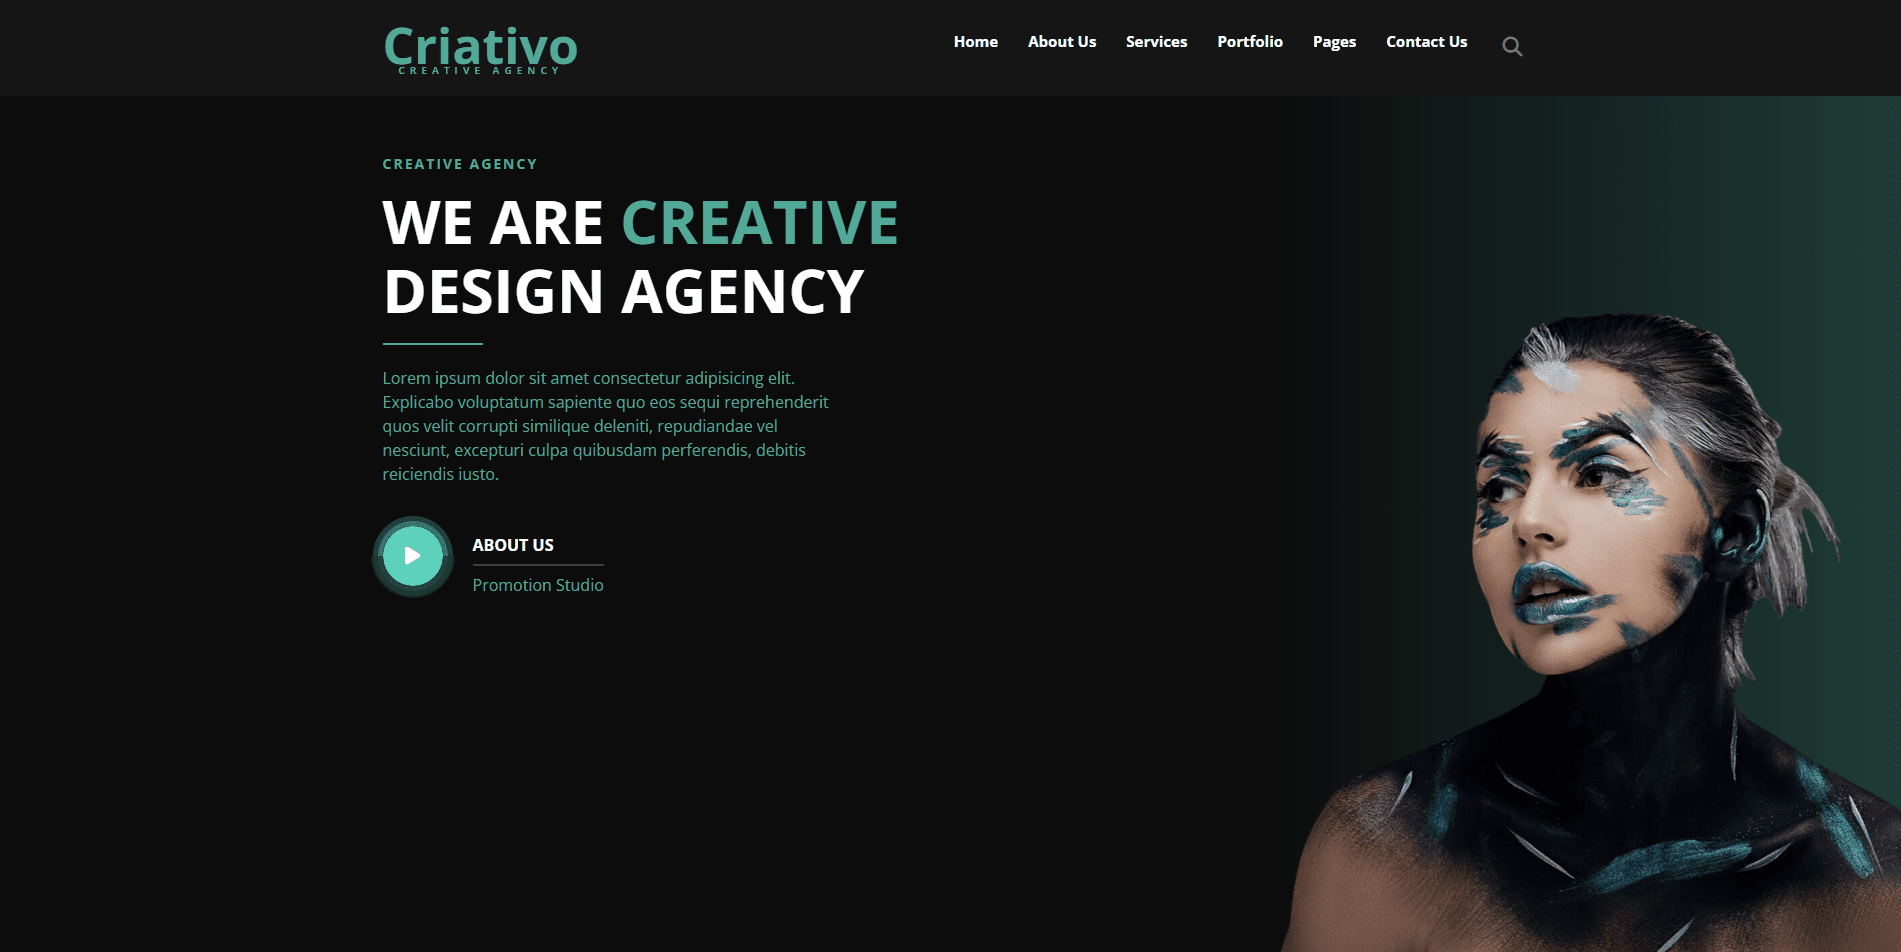 Criativo
CREATIVE AGENCY
Home About Us Services Portfolio Pages Contact Us
CREATIVE AGENCY
WE ARE CREATIVE
DESIGN AGENCY
Lorem ipsum dolor sit amet consectetur adipisicing elit.
Explicabo voluptatum sapiente quo eos sequi reprehenderit
quos velit corrupti similique deleniti, repudiandae vel
nesciunt, excepturi culpa quibusdam perferendis, debitis
reiciendis iusto.
ABOUT US
Promotion Studio